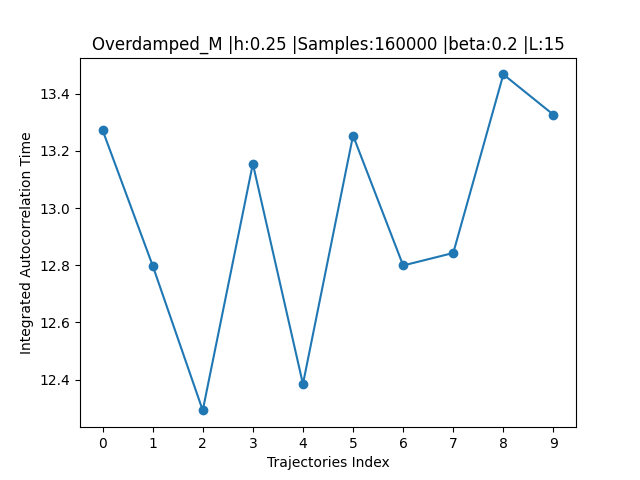 Overdamped_M |h:0.25 |Samples:160000 |beta:0.2 |L:15
Integrated Autocorrelation Time
13.4
13.2
13.0
12.8
12.6
12.4
0 1 2 3 4 5 6 7 8 9
Trajectories Index